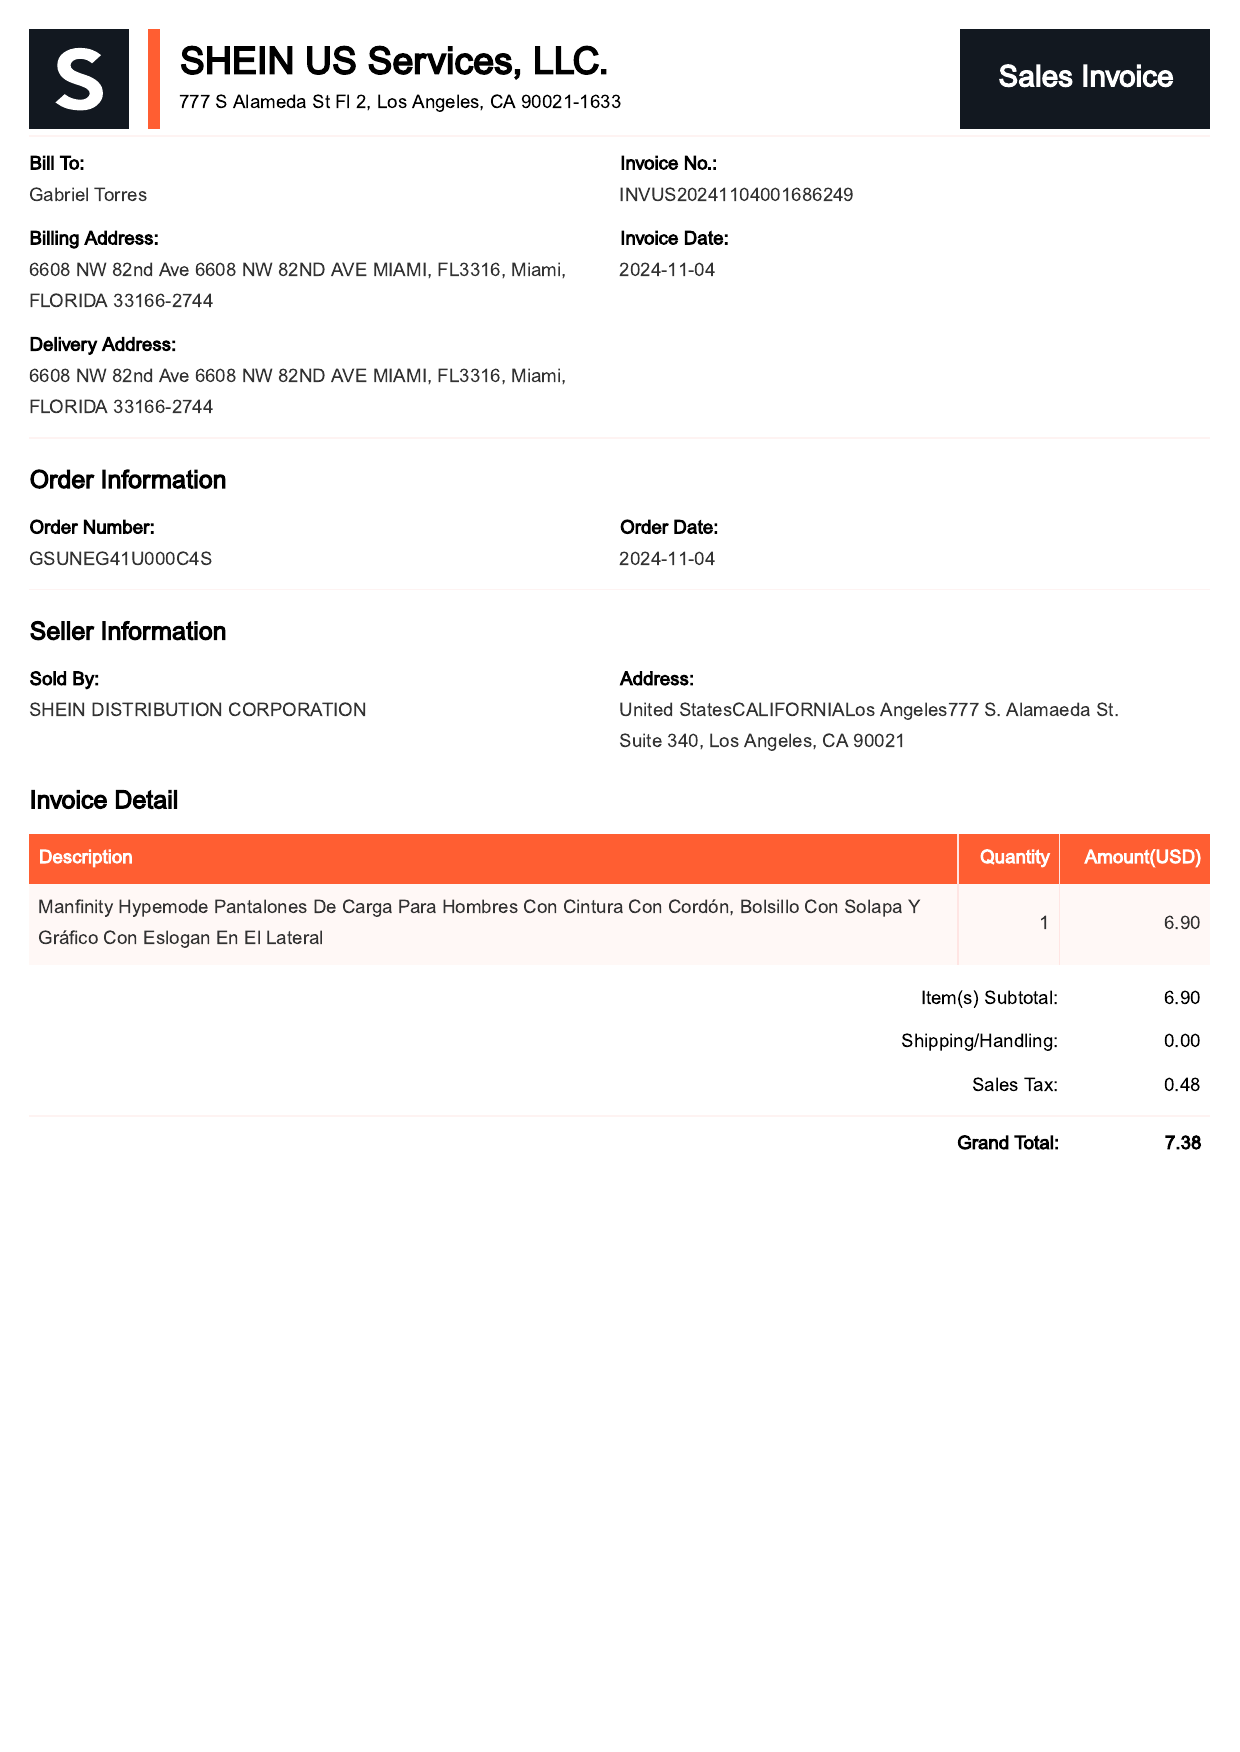 S
SHEIN US Services, LLC.
777 S Alameda St Fl 2, Los Angeles, CA 90021-1633
Sales Invoice
Bill To:
Gabriel Torres
Invoice No.:
INVUS20241104001686249
Billing Address:
6608 NW 82nd Ave 6608 NW 82ND AVE MIAMI, FL3316, Miami,
FLORIDA 33166-2744
Invoice Date:
2024-11-04
Delivery Address:
6608 NW 82nd Ave 6608 NW 82ND AVE MIAMI, FL3316, Miami,
FLORIDA 33166-2744
Order Information
Order Number:
GSUNEG41U000C4S
Order Date:
2024-11-04
Seller Information
Sold By:
SHEIN DISTRIBUTION CORPORATION
Address:
United StatesCALIFORNIALos Angeles777 S. Alamaeda St.
Suite 340, Los Angeles, CA 90021
Invoice Detail
Description Quantity Amount(USD)
Manfinity Hypemode Pantalones De Carga Para Hombres Con Cintura Con Cordón, Bolsillo Con Solapa Y
Gráfico Con Eslogan En El Lateral
1 6.90
Item(s) Subtotal: 6.90
Shipping/Handling: 0.00
Sales Tax: 0.48
Grand Total: 7.38